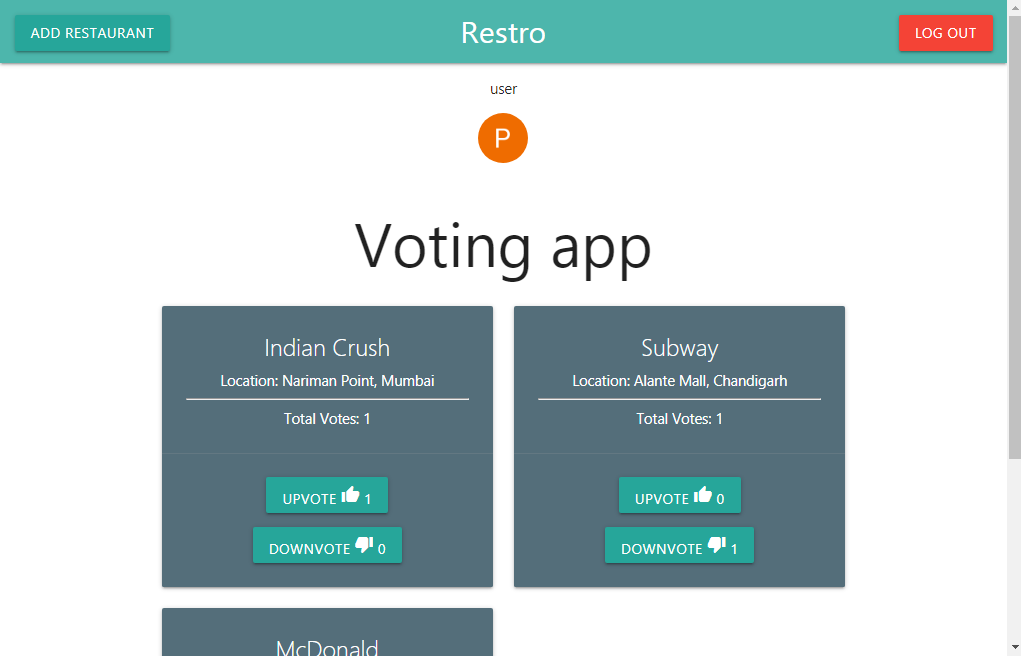 ADD RESTAURANT
Restro
LOG OUT
user
P
Voting app
Indian Crush
Location: Nariman Point, Mumbai
Total Votes: 1
UPVOTE 1
DOWNVOTE 0
Subway
Location: Alante Mall, Chandigarh
Total Votes: 1
UPVOTE 0
DOWNVOTE 1
McDonald